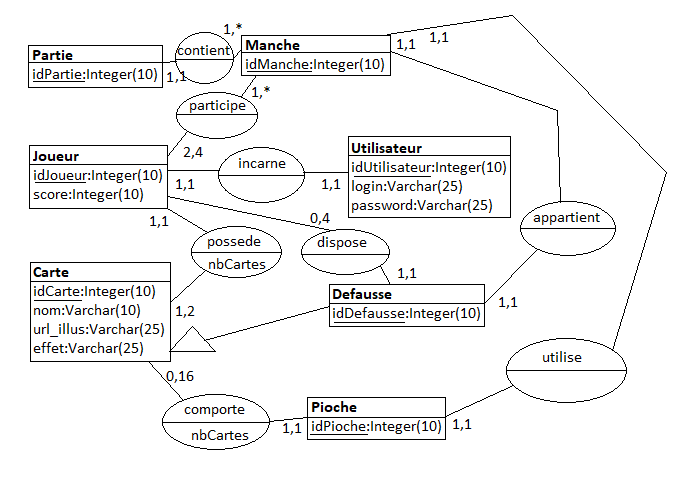 1,*
contient
Manche
1,1
1,1
Partie
idManche:Integer(10)
idPartie:Integer(10)
1,1
1,*
participe
2,4
Utilisateur
Joueur
incarne
idJoueur:Integer(10)
idUtilisateur:Integer(10)
1,1
1,1
login:Varchar(25)
score:Integer(10)
password:Varchar(25)
1,1
0,4
appartient
possede
dispose
nbCartes
Carte
1,1
idCarte:Integer(10)
Defausse
nom:Varchar(10)
1,2
1,1
idDefausse:Integer(10)
url_illus:Varchar(25)
effet:Varchar(25)
utilise
0,16
comporte
Pioche
nbCartes
1,1
idPioche:Integer(10)
1,1